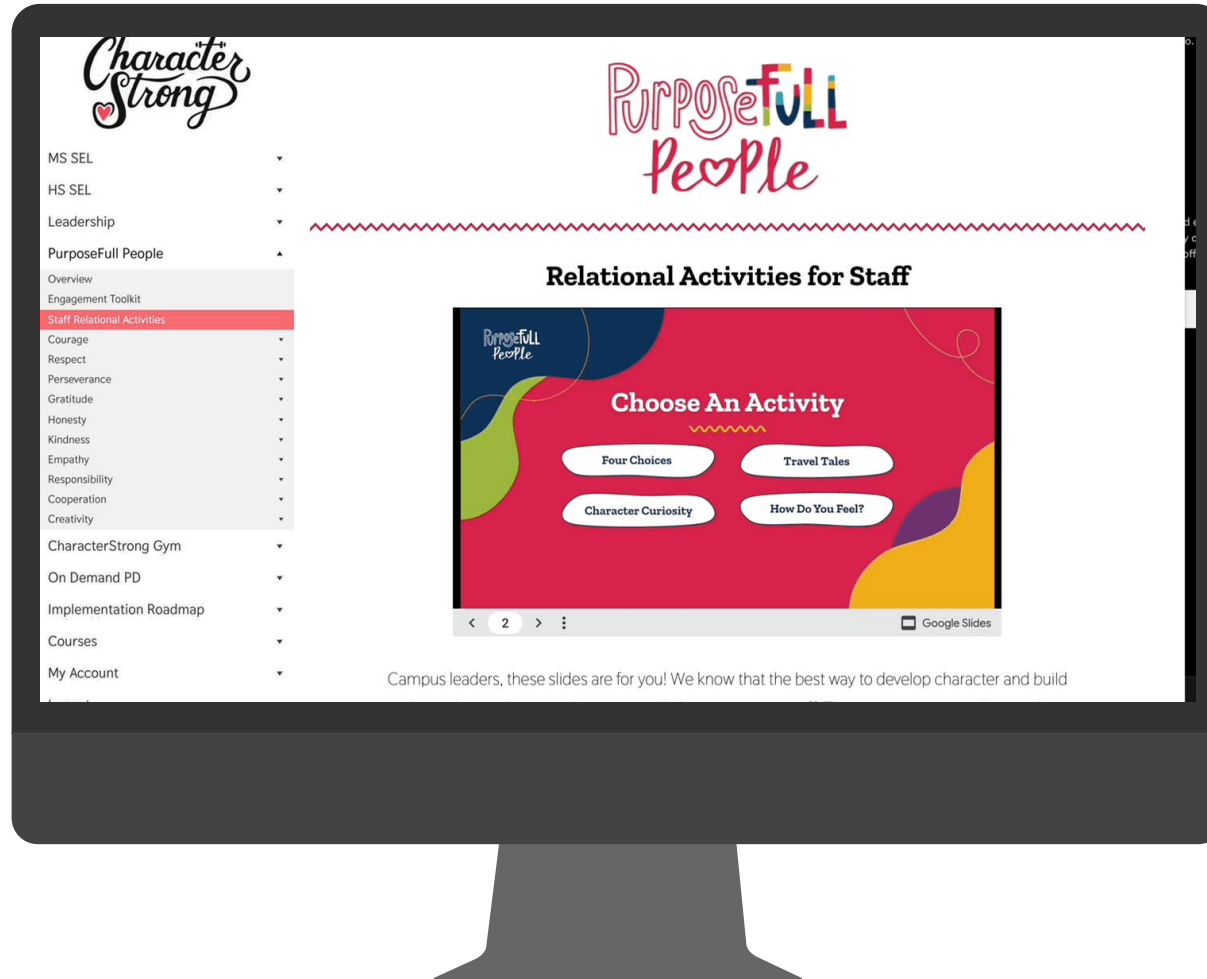 Character
Strong
MS SEL
HS SEL
Leadership
PurposeFull People
Overview
Engagement Toolkit
Staff Relational Activities
Courage
Respect
Perseverance
Gratitude
Honesty
Kindness
Empathy
Responsibility
Cooperation
Creativity
CharacterStrong Gym
On Demand PD
Implementation Roadmap
Courses
My Account
PurposeFull
People
Relational Activities for Staff
PurposeFull
People
Choose An Activity
Four Choices
Travel Tales
Character Curiosity
How Do You Feel?
2
Google Slides
Campus leaders, these slides are for you! We know that the best way to develop character and build